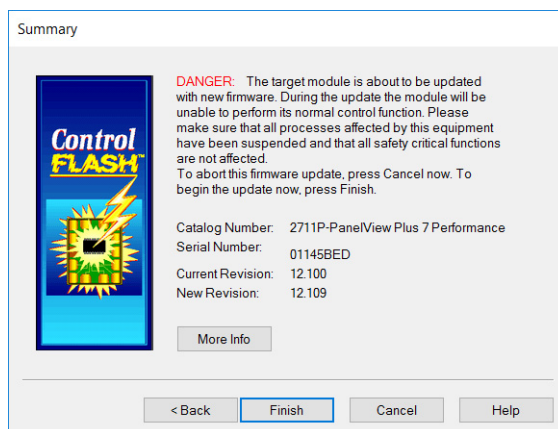 Summary
Control
FLASH™
DANGER: The target module is about to be updated
with new firmware. During the update the module will be
unable to perform its normal control function. Please
make sure that all processes affected by this equipment
have been suspended and that all safety critical functions
are not affected.
To abort this firmware update, press Cancel now. To
begin the update now, press Finish.
Catalog Number: 2711P-PanelView Plus 7 Performance
Serial Number: 01145BED
Current Revision: 12.100
New Revision: 12.109
More Info
< Back Finish Cancel Help